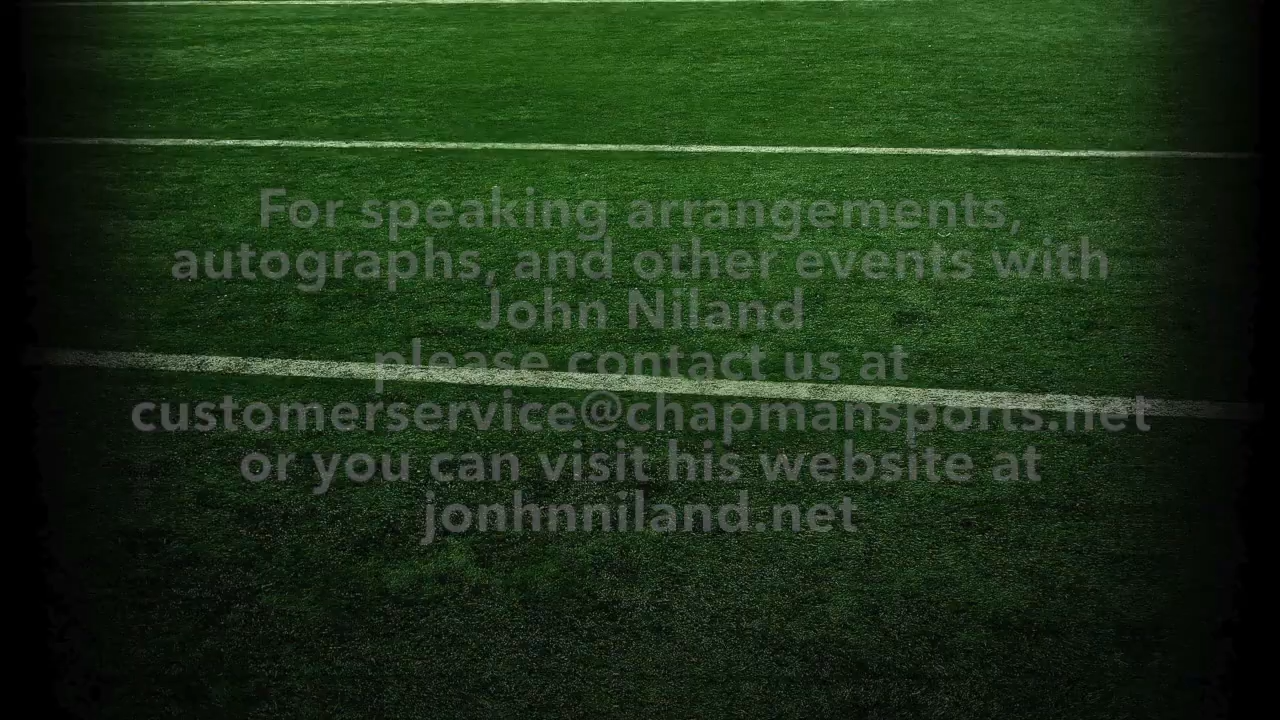 For speaking arrangements,
autographs, and other events with
John Niland
please contact us at
customerservice@chapmansports.net
or you can visit his website at
jonhnniland.net